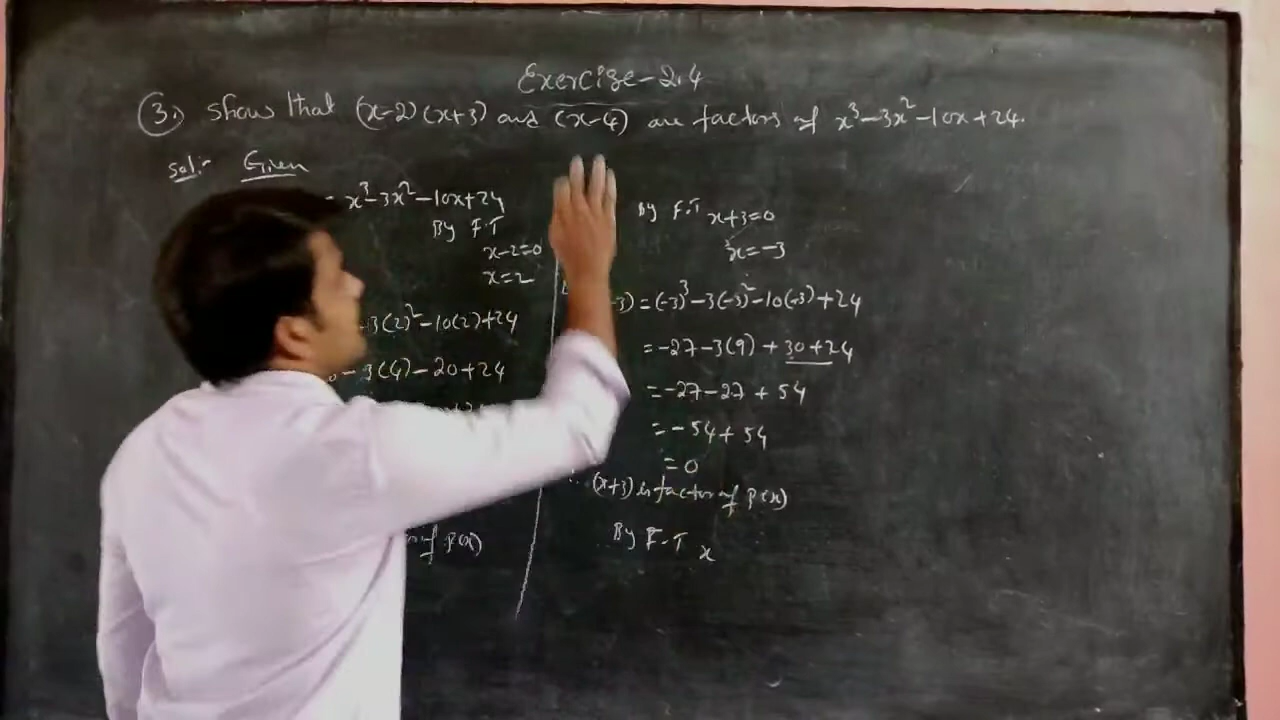 Exercise-2.4
3. Show that (x-2) (x+3) and (x-4) are factors of x³-3x²-10x+24.
Sol:- Given
= x³-3x²-10x+24
By F.T
x-2=0
x=2
-3(2)²-10(2)+24
-3(4)-20+24
of P(x)
By F.T x+3=0
x=-3
-3)=(-3)³-3(-3)²-10(-3)+24
=-27-3(9)+30+24
=-27-27+54
=-54+54
=0
(x+3) is factor of P(x)
By F.T x